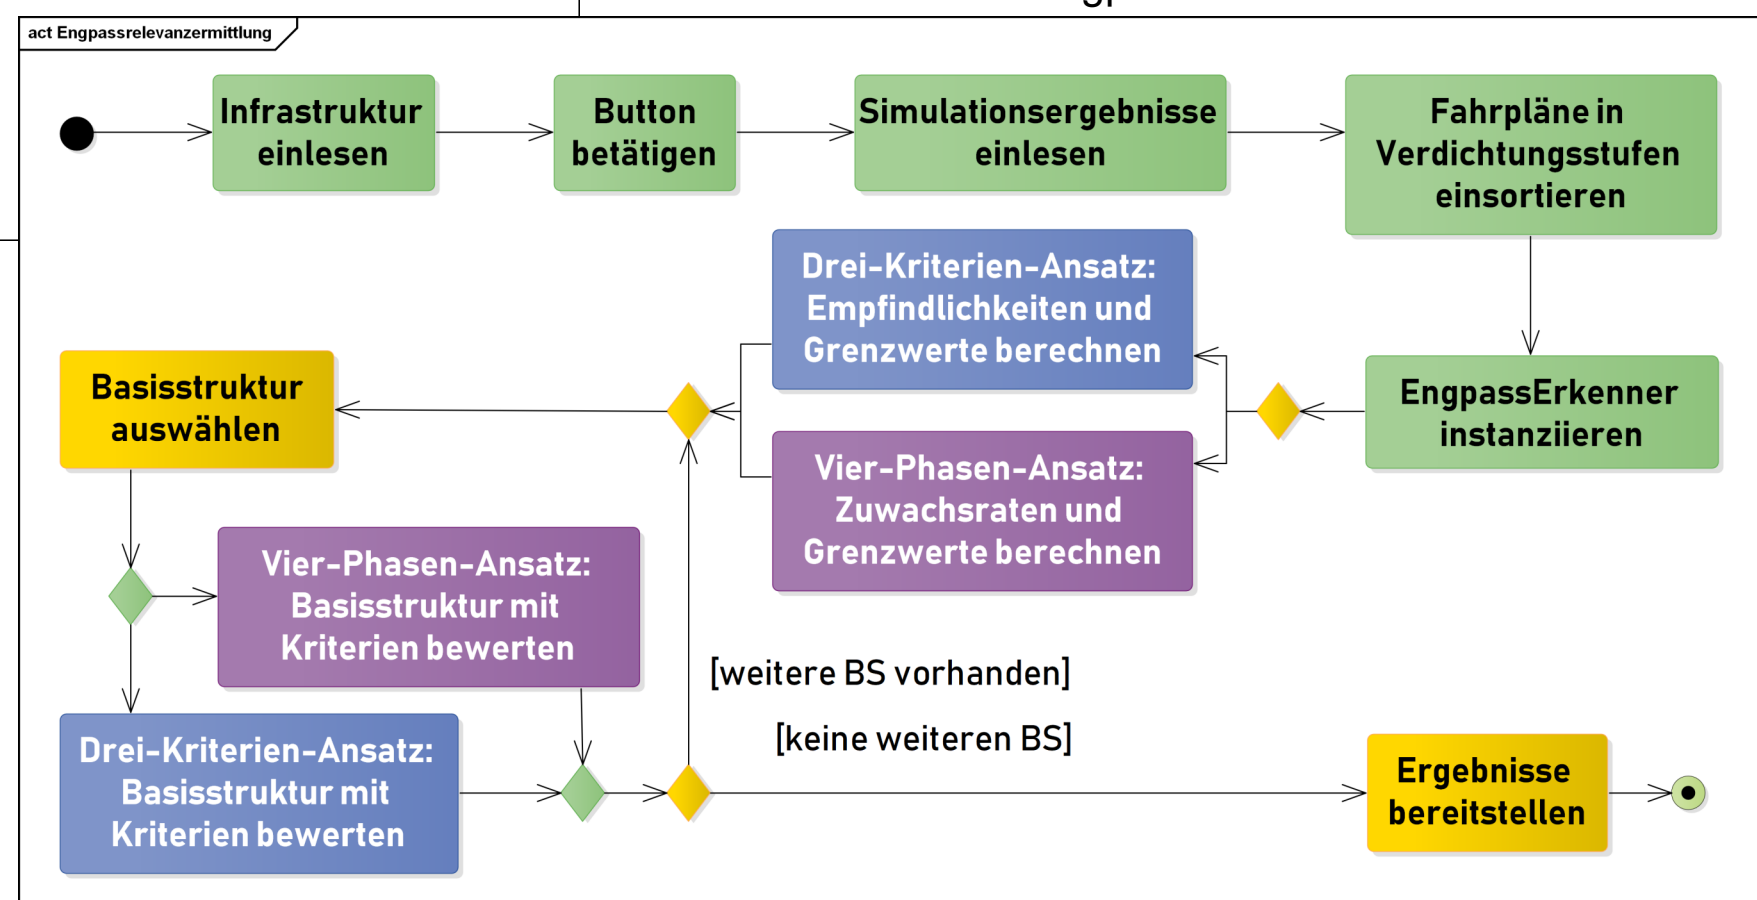 act Engpassrelevanzermittlung
Infrastruktur
einlesen
Button
betätigen
Simulationsergebnisse
einlesen
Fahrpläne in
Verdichtungsstufen
einsortieren
Drei-Kriterien-Ansatz:
Empfindlichkeiten und
Grenzwerte berechnen
Basisstruktur
auswählen
EngpassErkenner
instanziieren
Vier-Phasen-Ansatz:
Zuwachsraten und
Grenzwerte berechnen
Vier-Phasen-Ansatz:
Basisstruktur mit
Kriterien bewerten
[weitere BS vorhanden]
[keine weiteren BS]
Drei-Kriterien-Ansatz:
Basisstruktur mit
Kriterien bewerten
Ergebnisse
bereitstellen